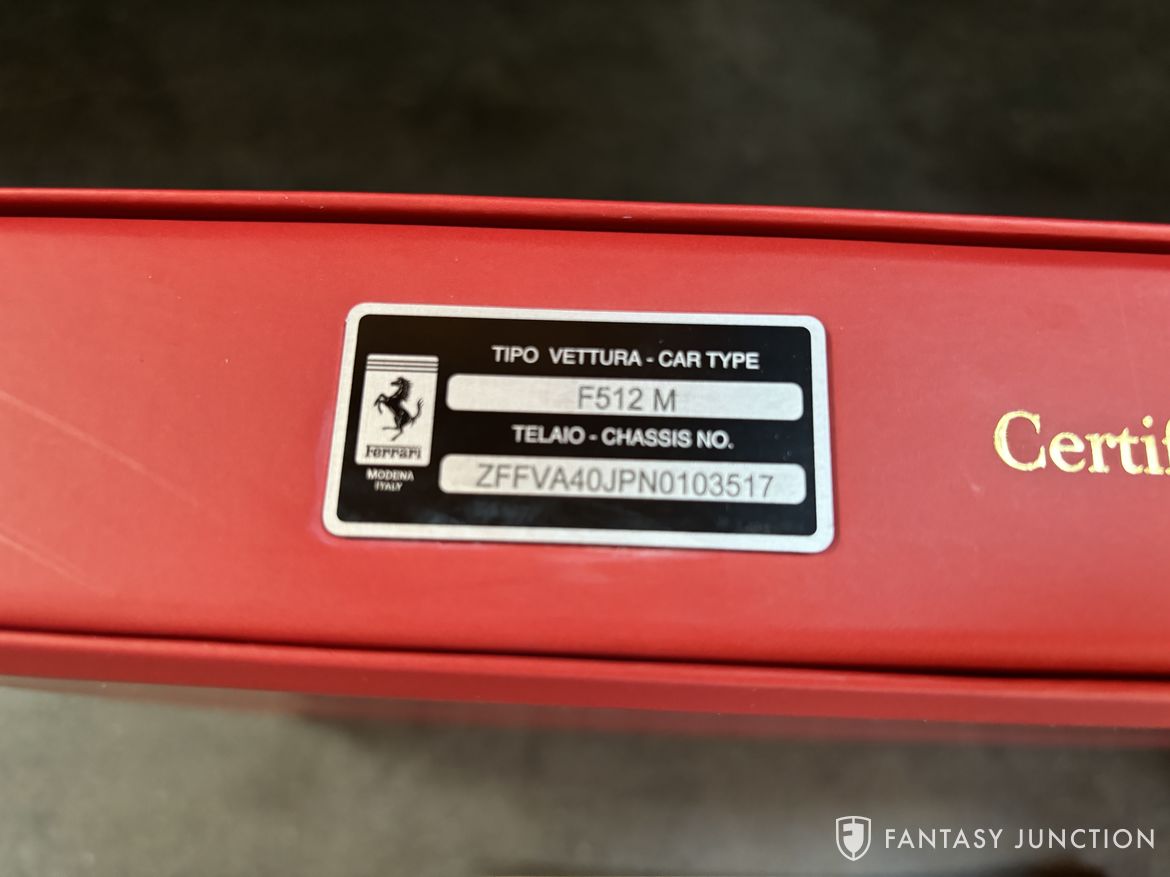 TIPO VETTURA - CAR TYPE
F512 M
TELAIO - CHASSIS NO.
ZFFVA40JPN0103517
Ferrari
MODENA
ITALY
Certif
FANTASY JUNCTION